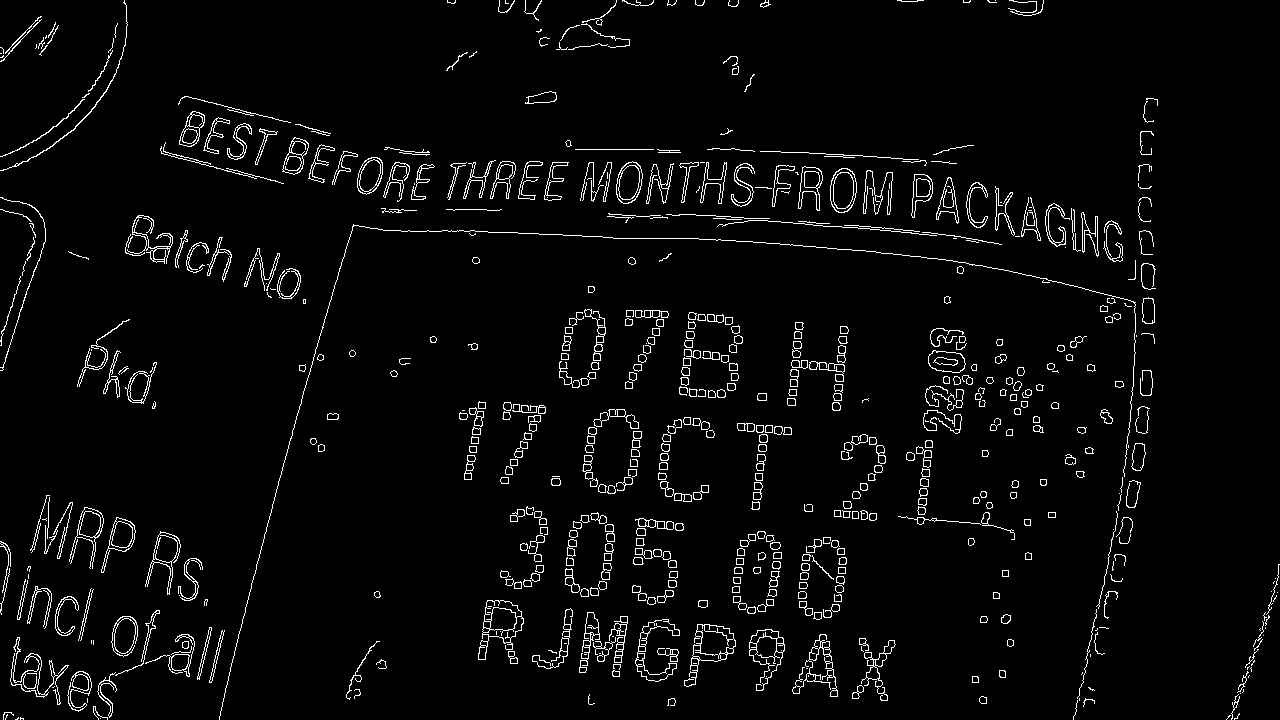 BEST BEFORE THREE MONTHS FROM PACKAGING
Batch No.
07B.H.
Pkd.
17.OCT.21
MRP Rs.
305.00
incl. of all
taxes
RJMGP9AX